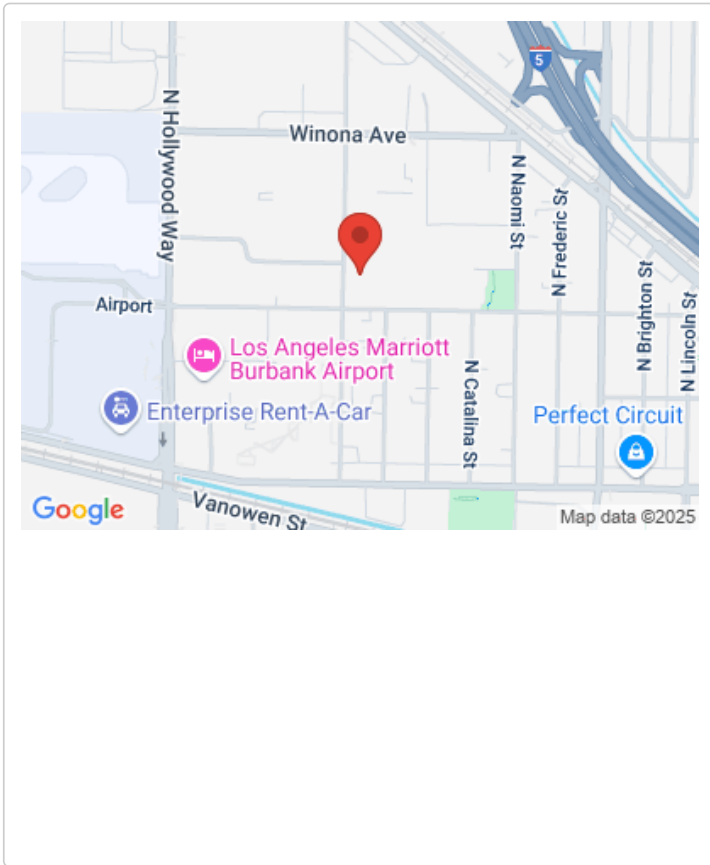 5
N Hollywood Way
Winona Ave
N Naomi St
N Frederic St
N Brighton St
N Lincoln St
Airport
Los Angeles Marriott
Burbank Airport
N Catalina St
Enterprise Rent-A-Car
Perfect Circuit
Vanowen St
Google
Map data ©2025